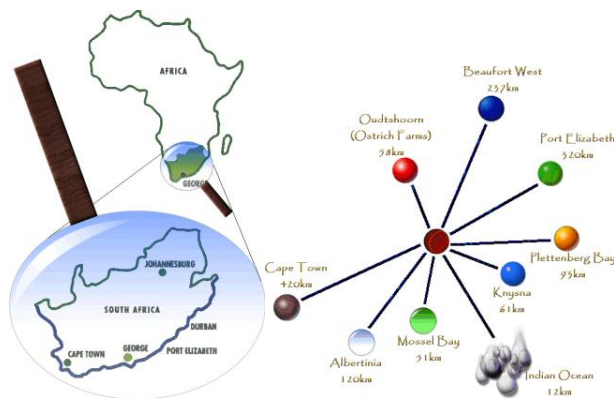 AFRICA
GEORGE
JOHANNESBURG
SOUTH AFRICA
DURBAN
CAPE TOWN
GEORGE
PORT ELIZABETH
Beaufort West
237km
Oudtshoorn
(Ostrich Farms)
58km
Port Elizabeth
320km
Plettenberg Bay
93km
Cape Town
420km
Knysna
61km
Mossel Bay
51km
Albertinia
120km
Indian Ocean
12km